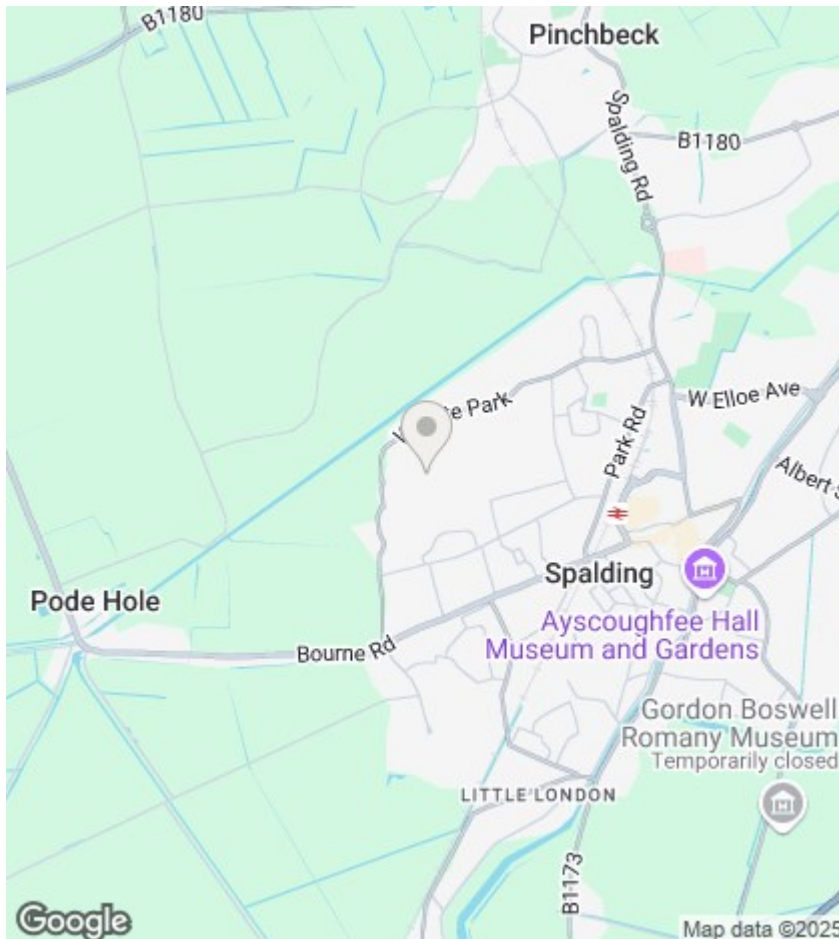 B1180
Pinchbeck
Spalding Rd
B1180
Park
W Elloe Ave
Park Rd
Albert
Spalding
Pode Hole
Ayscoughfee Hall
Museum and Gardens
Bourne Rd
Gordon Boswell
Romany Museum
Temporarily closed
LITTLE LONDON
B1173
Google
Map data ©2025